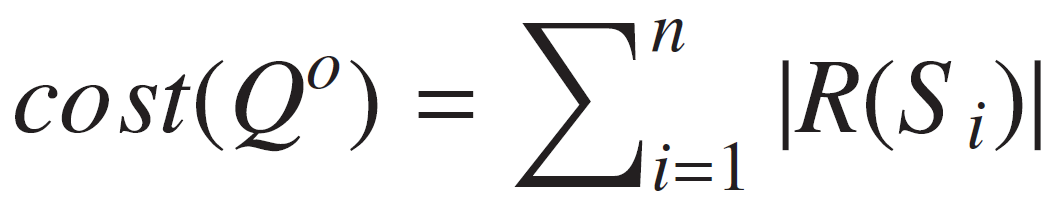 cost(Q^o) = \sum_{i=1}^{n} |R(S_i)|